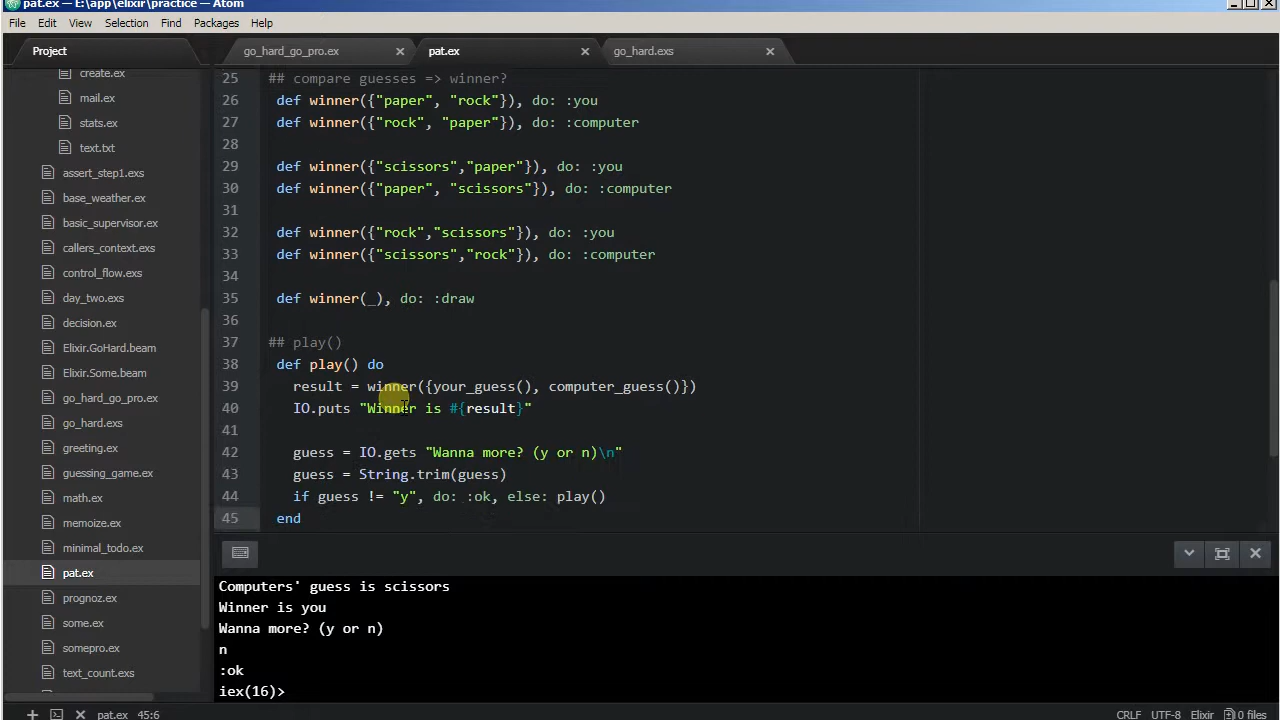 pat.ex — E:\app\elixir\practice — Atom
File Edit View Selection Find Packages Help
Project
go_hard_go_pro.ex
pat.ex
go_hard.exs
create.ex
mail.ex
stats.ex
text.txt
assert_step1.exs
base_weather.ex
basic_supervisor.ex
callers_context.exs
control_flow.exs
day_two.exs
decision.ex
Elixir.GoHard.beam
Elixir.Some.beam
go_hard_go_pro.ex
go_hard.exs
greeting.ex
guessing_game.ex
math.ex
memoize.ex
minimal_todo.ex
pat.ex
prognoz.ex
some.ex
somepro.ex
text_count.exs
25 ## compare guesses => winner?
26 def winner({"paper", "rock"}), do: :you
27 def winner({"rock", "paper"}), do: :computer
28
29 def winner({"scissors","paper"}), do: :you
30 def winner({"paper", "scissors"}), do: :computer
31
32 def winner({"rock","scissors"}), do: :you
33 def winner({"scissors","rock"}), do: :computer
34
35 def winner(_), do: :draw
36
37 ## play()
38 def play() do
39 result = winner({your_guess(), computer_guess()})
40 IO.puts "Winner is #{result}"
41
42 guess = IO.gets "Wanna more? (y or n)\n"
43 guess = String.trim(guess)
44 if guess != "y", do: :ok, else: play()
45 end
Computers' guess is scissors
Winner is you
Wanna more? (y or n)
n
:ok
iex(16)>
pat.ex 45:6
CRLF UTF-8 Elixir 0 files